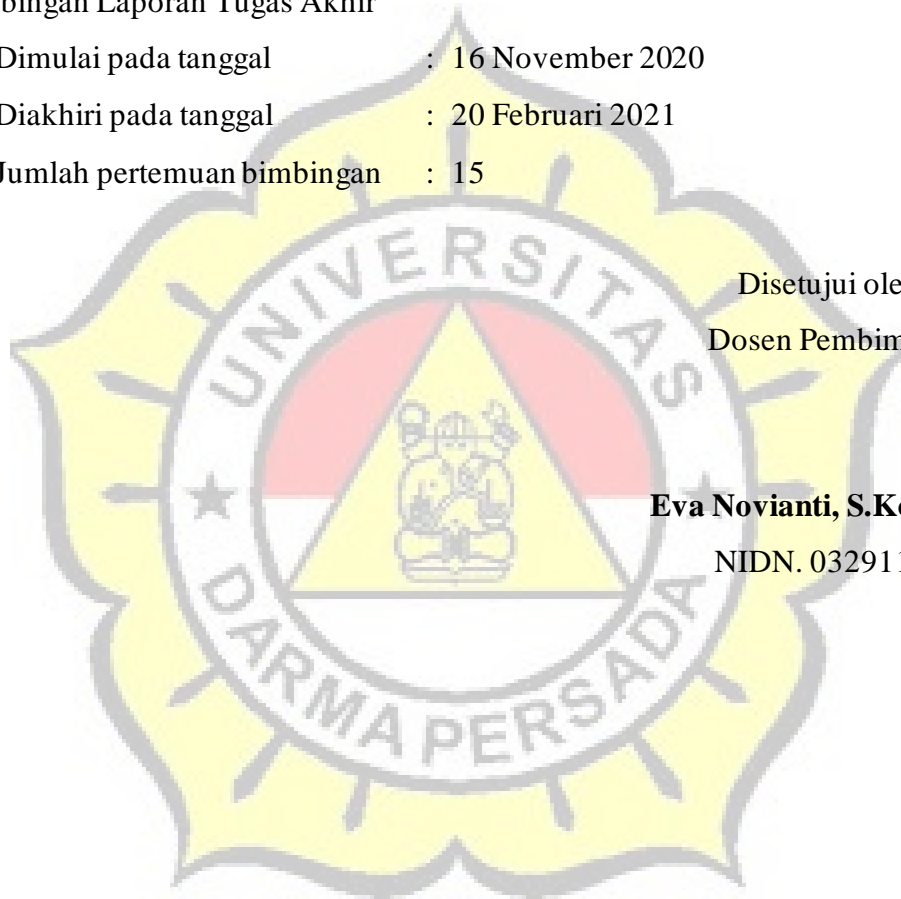 bingan Laporan Tugas Akhir
Dimulai pada tanggal : 16 November 2020
Diakhiri pada tanggal : 20 Februari 2021
Jumlah pertemuan bimbingan : 15
Disetujui ole
Dosen Pembim
Eva Novianti, S.Ko
NIDN. 032911
UNIVERSITAS
DARMA PERSADA